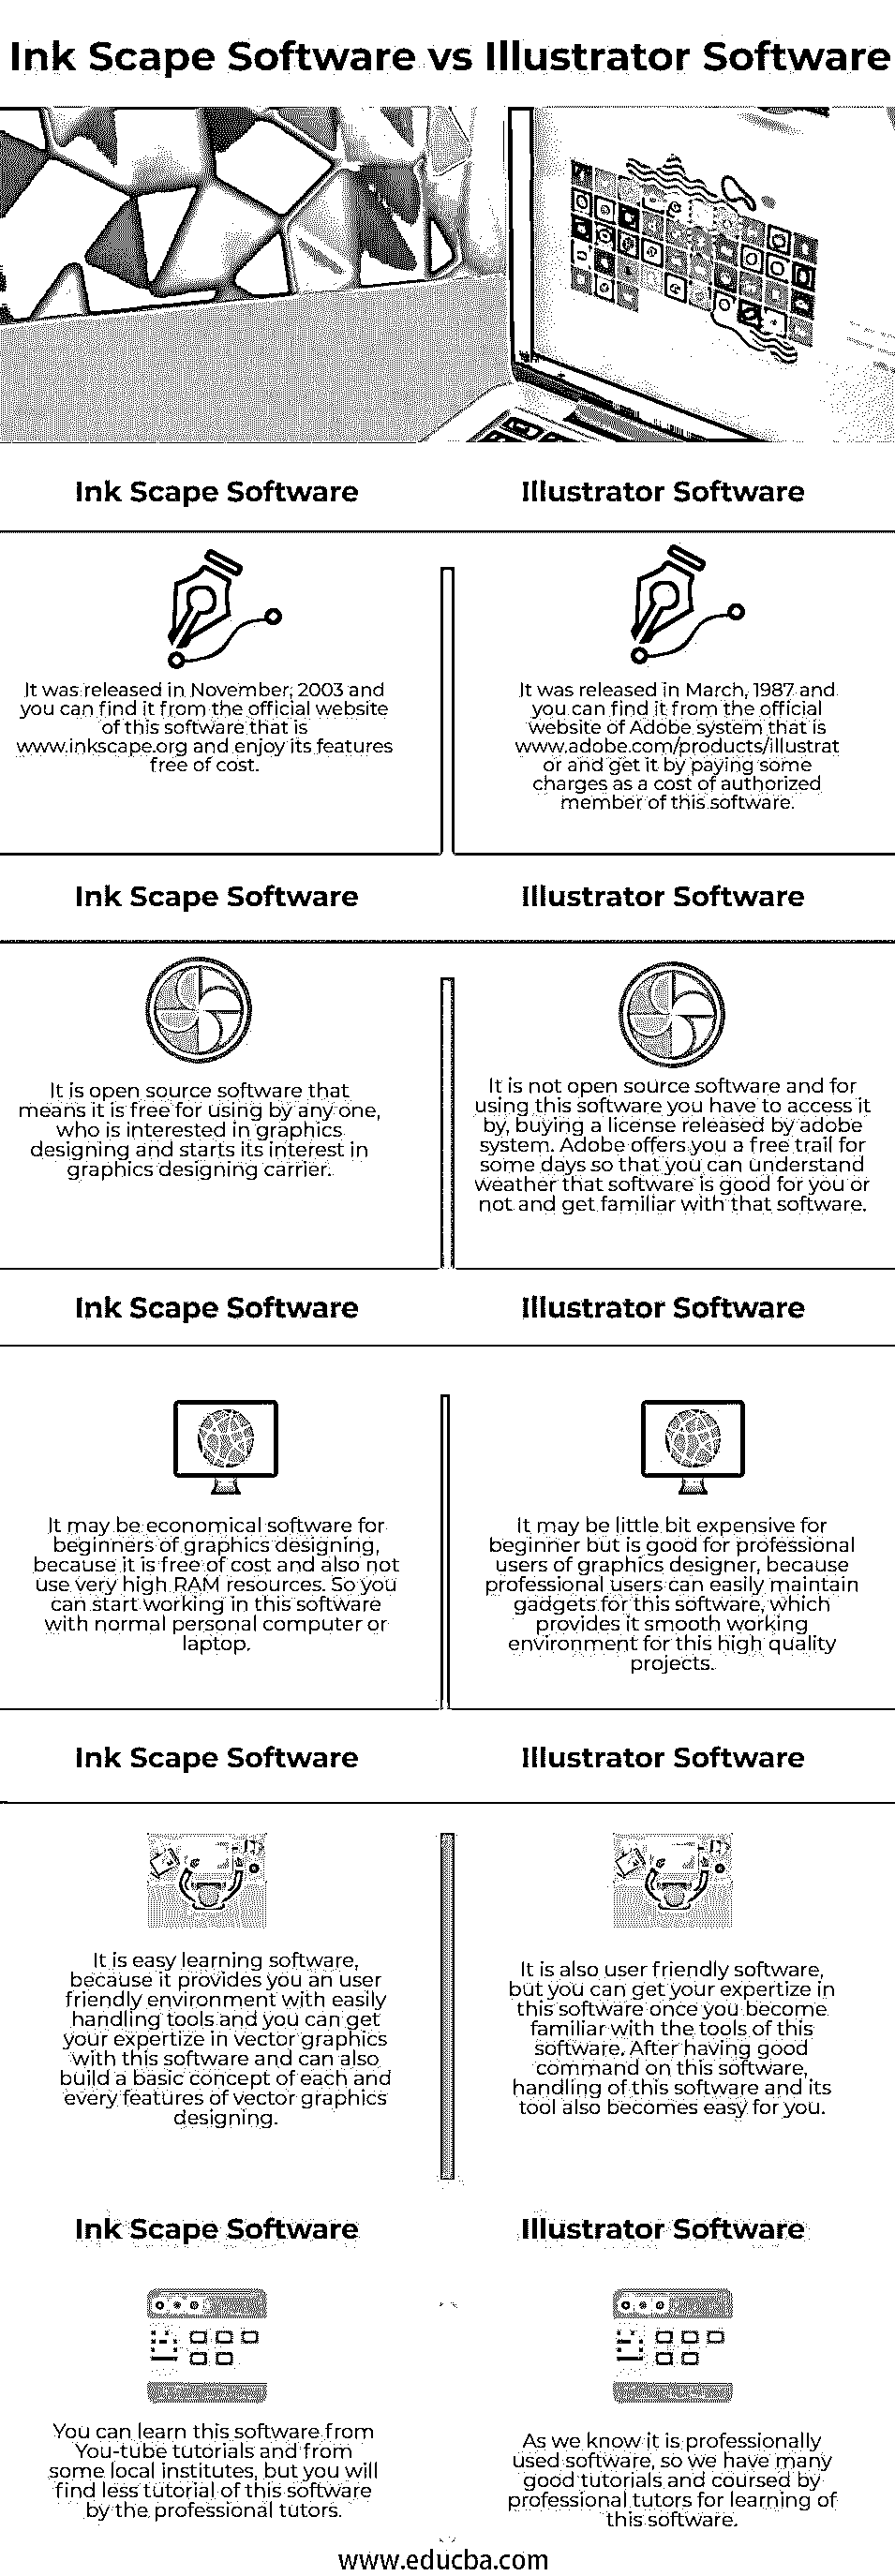 Ink Scape Software vs Illustrator Software
Ink Scape Software
Illustrator Software
It was released in November, 2003 and
you can find it from the official website
of this software that is
www.inkscape.org and enjoy its features
free of cost.
It was released in March, 1987 and
you can find it from the official
website of Adobe system that is
www.adobe.com/products/illustrat
or and get it by paying some
charges as a cost of authorized
member of this software.
Ink Scape Software
Illustrator Software
It is open source software that
means it is free for using by any one,
who is interested in graphics
designing and starts its interest in
graphics designing carrier.
It is not open source software and for
using this software you have to access it
by, buying a license released by adobe
system. Adobe offers you a free trail for
some days so that you can understand
weather that software is good for you or
not and get familiar with that software.
Ink Scape Software
Illustrator Software
It may be economical software for
beginners of graphics designing,
because it is free of cost and also not
use very high RAM resources. So you
can start working in this software
with normal personal computer or
laptop.
It may be little bit expensive for
beginner but is good for professional
users of graphics designer, because
professional users can easily maintain
gadgets for this software, which
provides it smooth working
environment for this high quality
projects.
Ink Scape Software
Illustrator Software
It is easy learning software,
because it provides you an user
friendly environment with easily
handling tools and you can get
your expertize in vector graphics
with this software and can also
build a basic concept of each and
every features of vector graphics
designing.
It is also user friendly software,
but you can get your expertize in
this software once you become
familiar with the tools of this
software. After having good
command on this software,
handling of this software and its
tool also becomes easy for you.
Ink Scape Software
Illustrator Software
You can learn this software from
You-tube tutorials and from
some local institutes, but you will
find less tutorial of this software
by the professional tutors.
As we know it is professionally
used software, so we have many
good tutorials and coursed by
professional tutors for learning of
this software.
www.educba.com